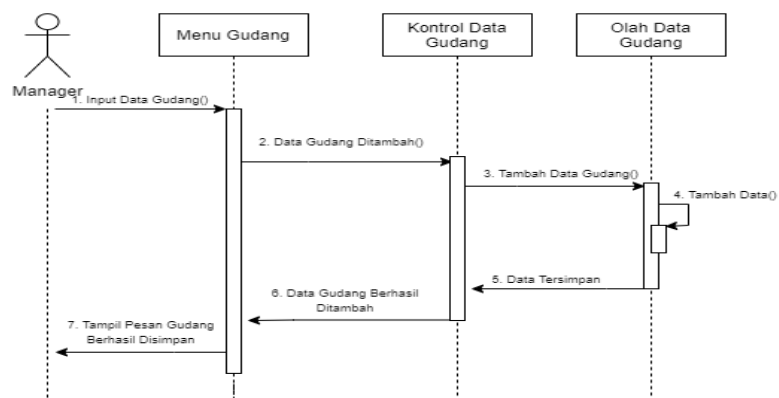 Menu Gudang
Kontrol Data
Gudang
Olah Data
Gudang
Manager
1. Input Data Gudang()
2. Data Gudang Ditambah()
3. Tambah Data Gudang()
4. Tambah Data()
5. Data Tersimpan
6. Data Gudang Berhasil
Ditambah
7. Tampil Pesan Gudang
Berhasil Disimpan